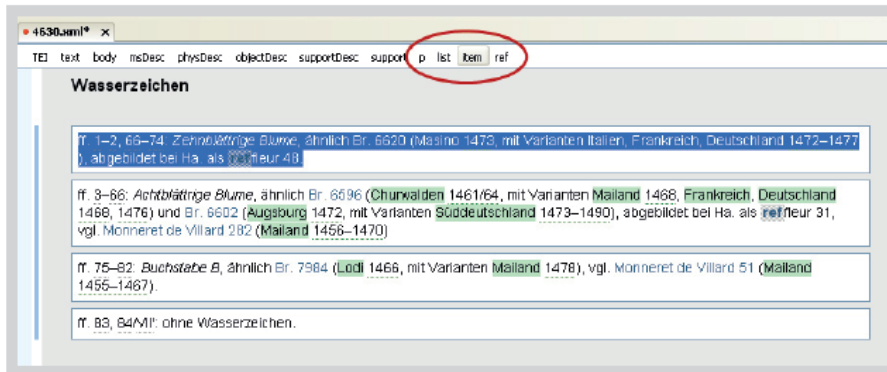 4630.xml* ×
TEI text body msDesc physDesc objectDesc supportDesc support p list item ref
Wasserzeichen
ff. 1–2, 66–74: Zehnblättrige Blume, ähnlich Br. 6620 (Masino 1473, mit Varianten Italien, Frankreich, Deutschland 1472–1477
), abgebildet bei Ha. als ref fleur 48.
ff. 3–66: Achtblättrige Blume, ähnlich Br. 6596 (Churwalden 1461/64, mit Varianten Mailand 1468, Frankreich, Deutschland
1468, 1476) und Br. 6602 (Augsburg 1472, mit Varianten Süddeutschland 1473–1490), abgebildet bei Ha. als ref fleur 31,
vgl. Monneret de Villard 282 (Mailand 1456–1470)
ff. 75–82: Buchstabe B, ähnlich Br. 7984 (Lodi 1466, mit Varianten Mailand 1478), vgl. Monneret de Villard 51 (Mailand
1455–1467).
ff. 83, ohne Wasserzeichen.